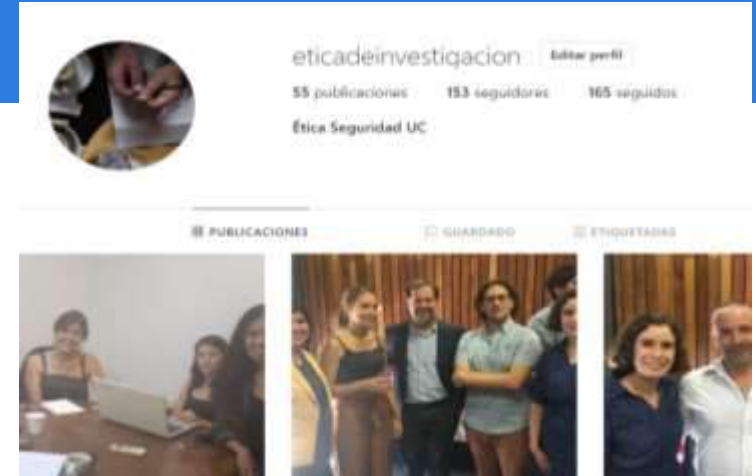 eticadeinvestigacion Editar perfil
55 publicaciones 153 seguidores 165 seguidos
Ética Seguridad UC
PUBLICACIONES GUARDADO ETIQUETADAS